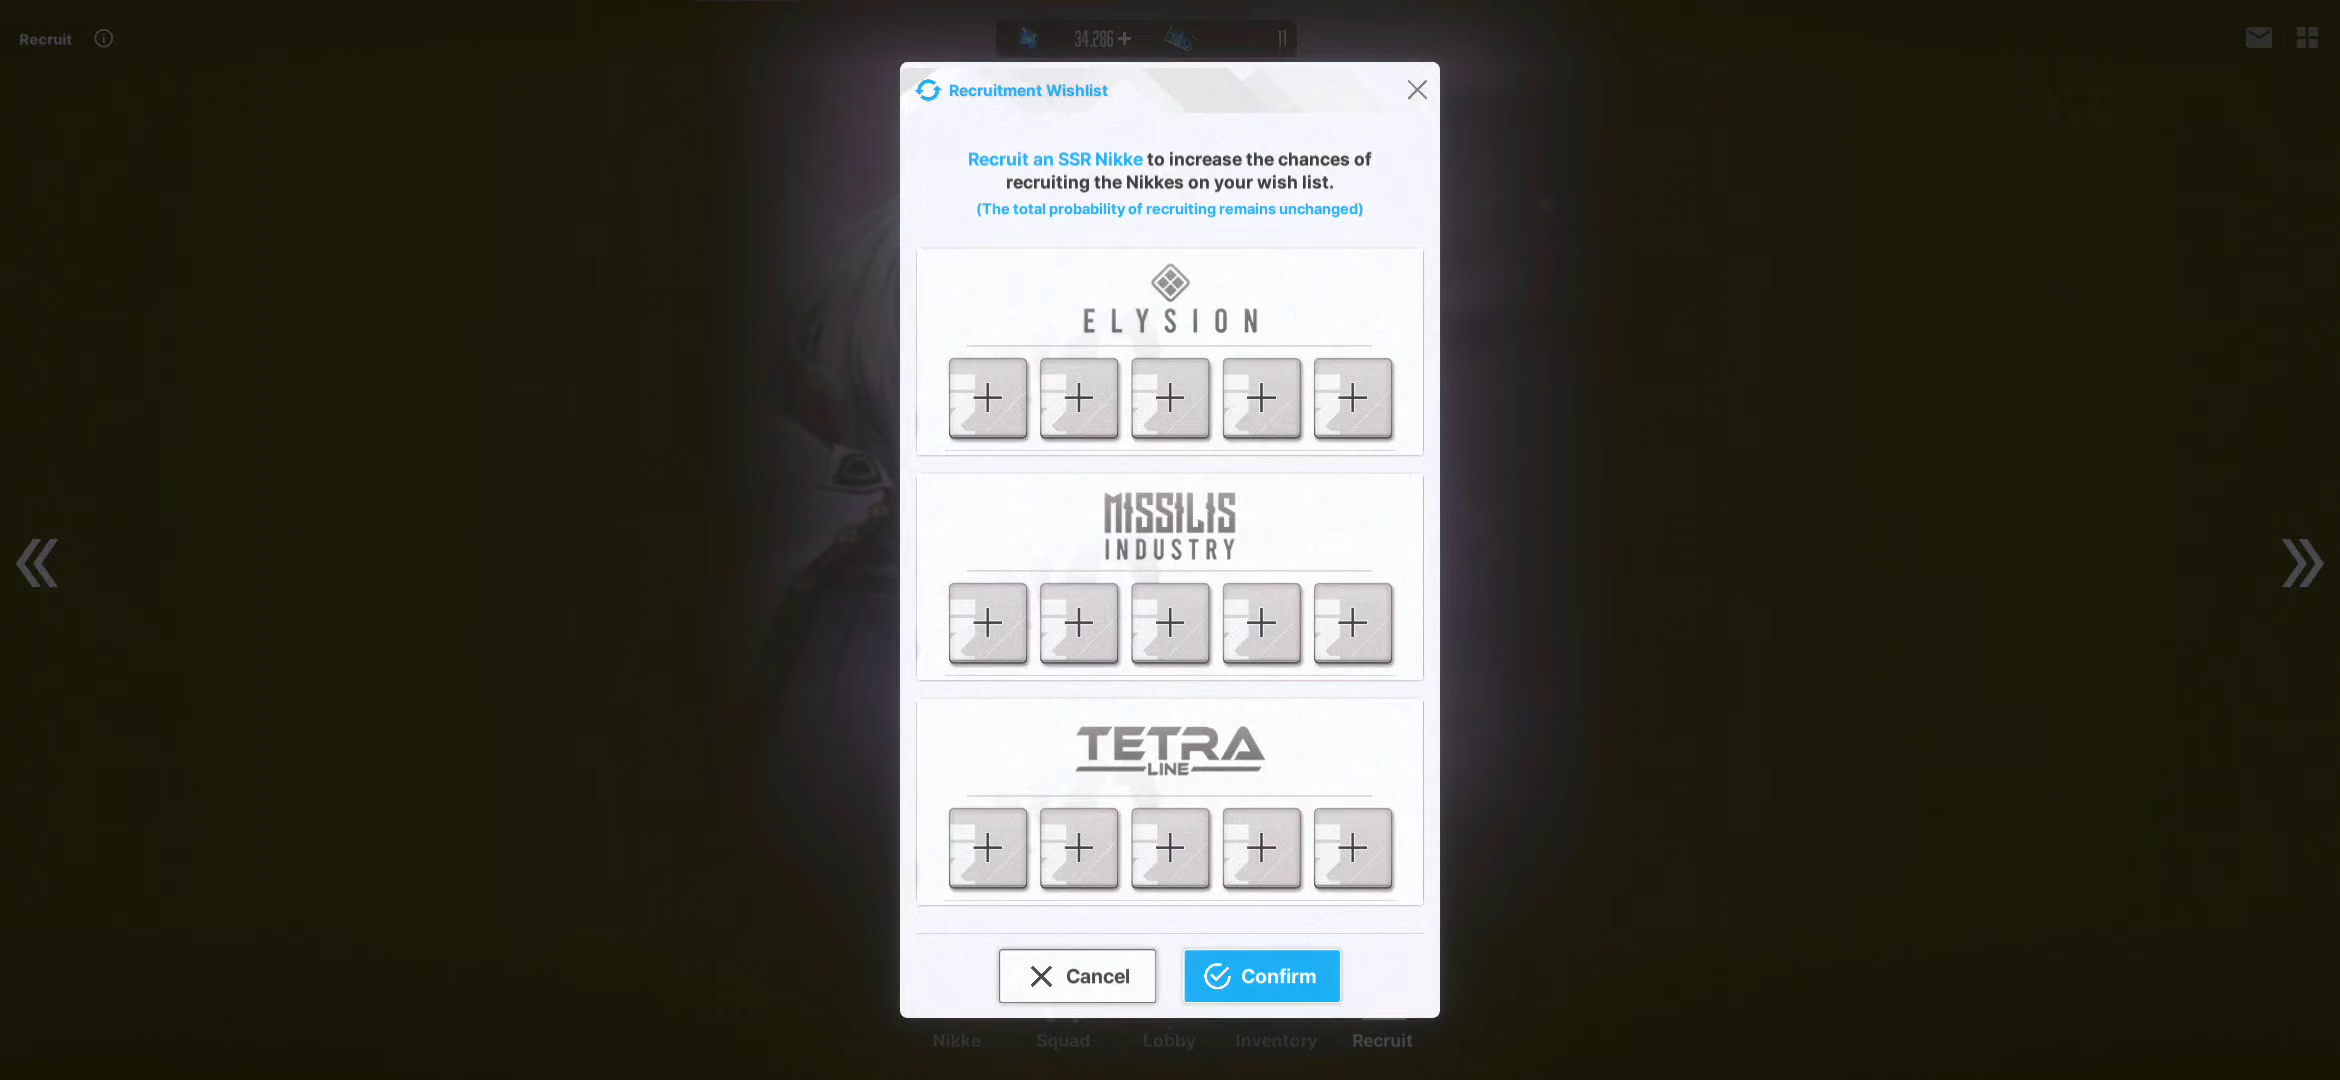 Recruit
34,286
11
Recruitment Wishlist
Recruit an SSR Nikke to increase the chances of
recruiting the Nikkes on your wish list.
(The total probability of recruiting remains unchanged)
ELYSION
MISSILIS
INDUSTRY
TETRA
LINE
Cancel
Confirm
Nikke
Squad
Lobby
Inventory
Recruit